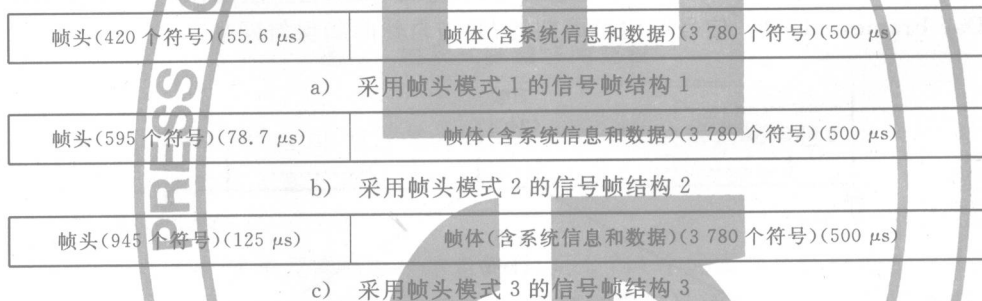 帧头(420 个符号)(55.6 μs) 帧体(含系统信息和数据)(3 780 个符号)(500 μs)
a) 采用帧头模式 1 的信号帧结构 1
帧头(595 个符号)(78.7 μs) 帧体(含系统信息和数据)(3 780 个符号)(500 μs)
b) 采用帧头模式 2 的信号帧结构 2
帧头(945 个符号)(125 μs) 帧体(含系统信息和数据)(3 780 个符号)(500 μs)
c) 采用帧头模式 3 的信号帧结构 3
PRESS